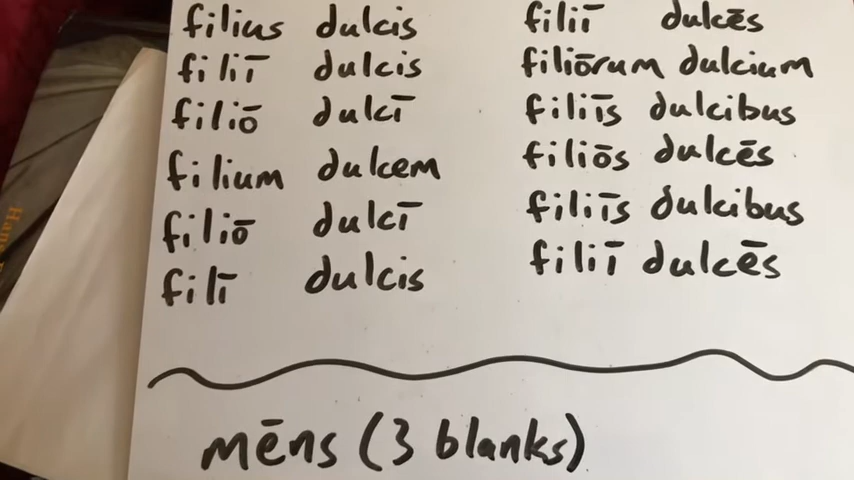 filius dulcis filiī dulcēs
filiī dulcis filiōrum dulcium
filiō dulcī filiīs dulcibus
filium dulcem filiōs dulcēs
filiō dulcī filiīs dulcibus
filī dulcis filiī dulcēs
mēns (3 blanks)